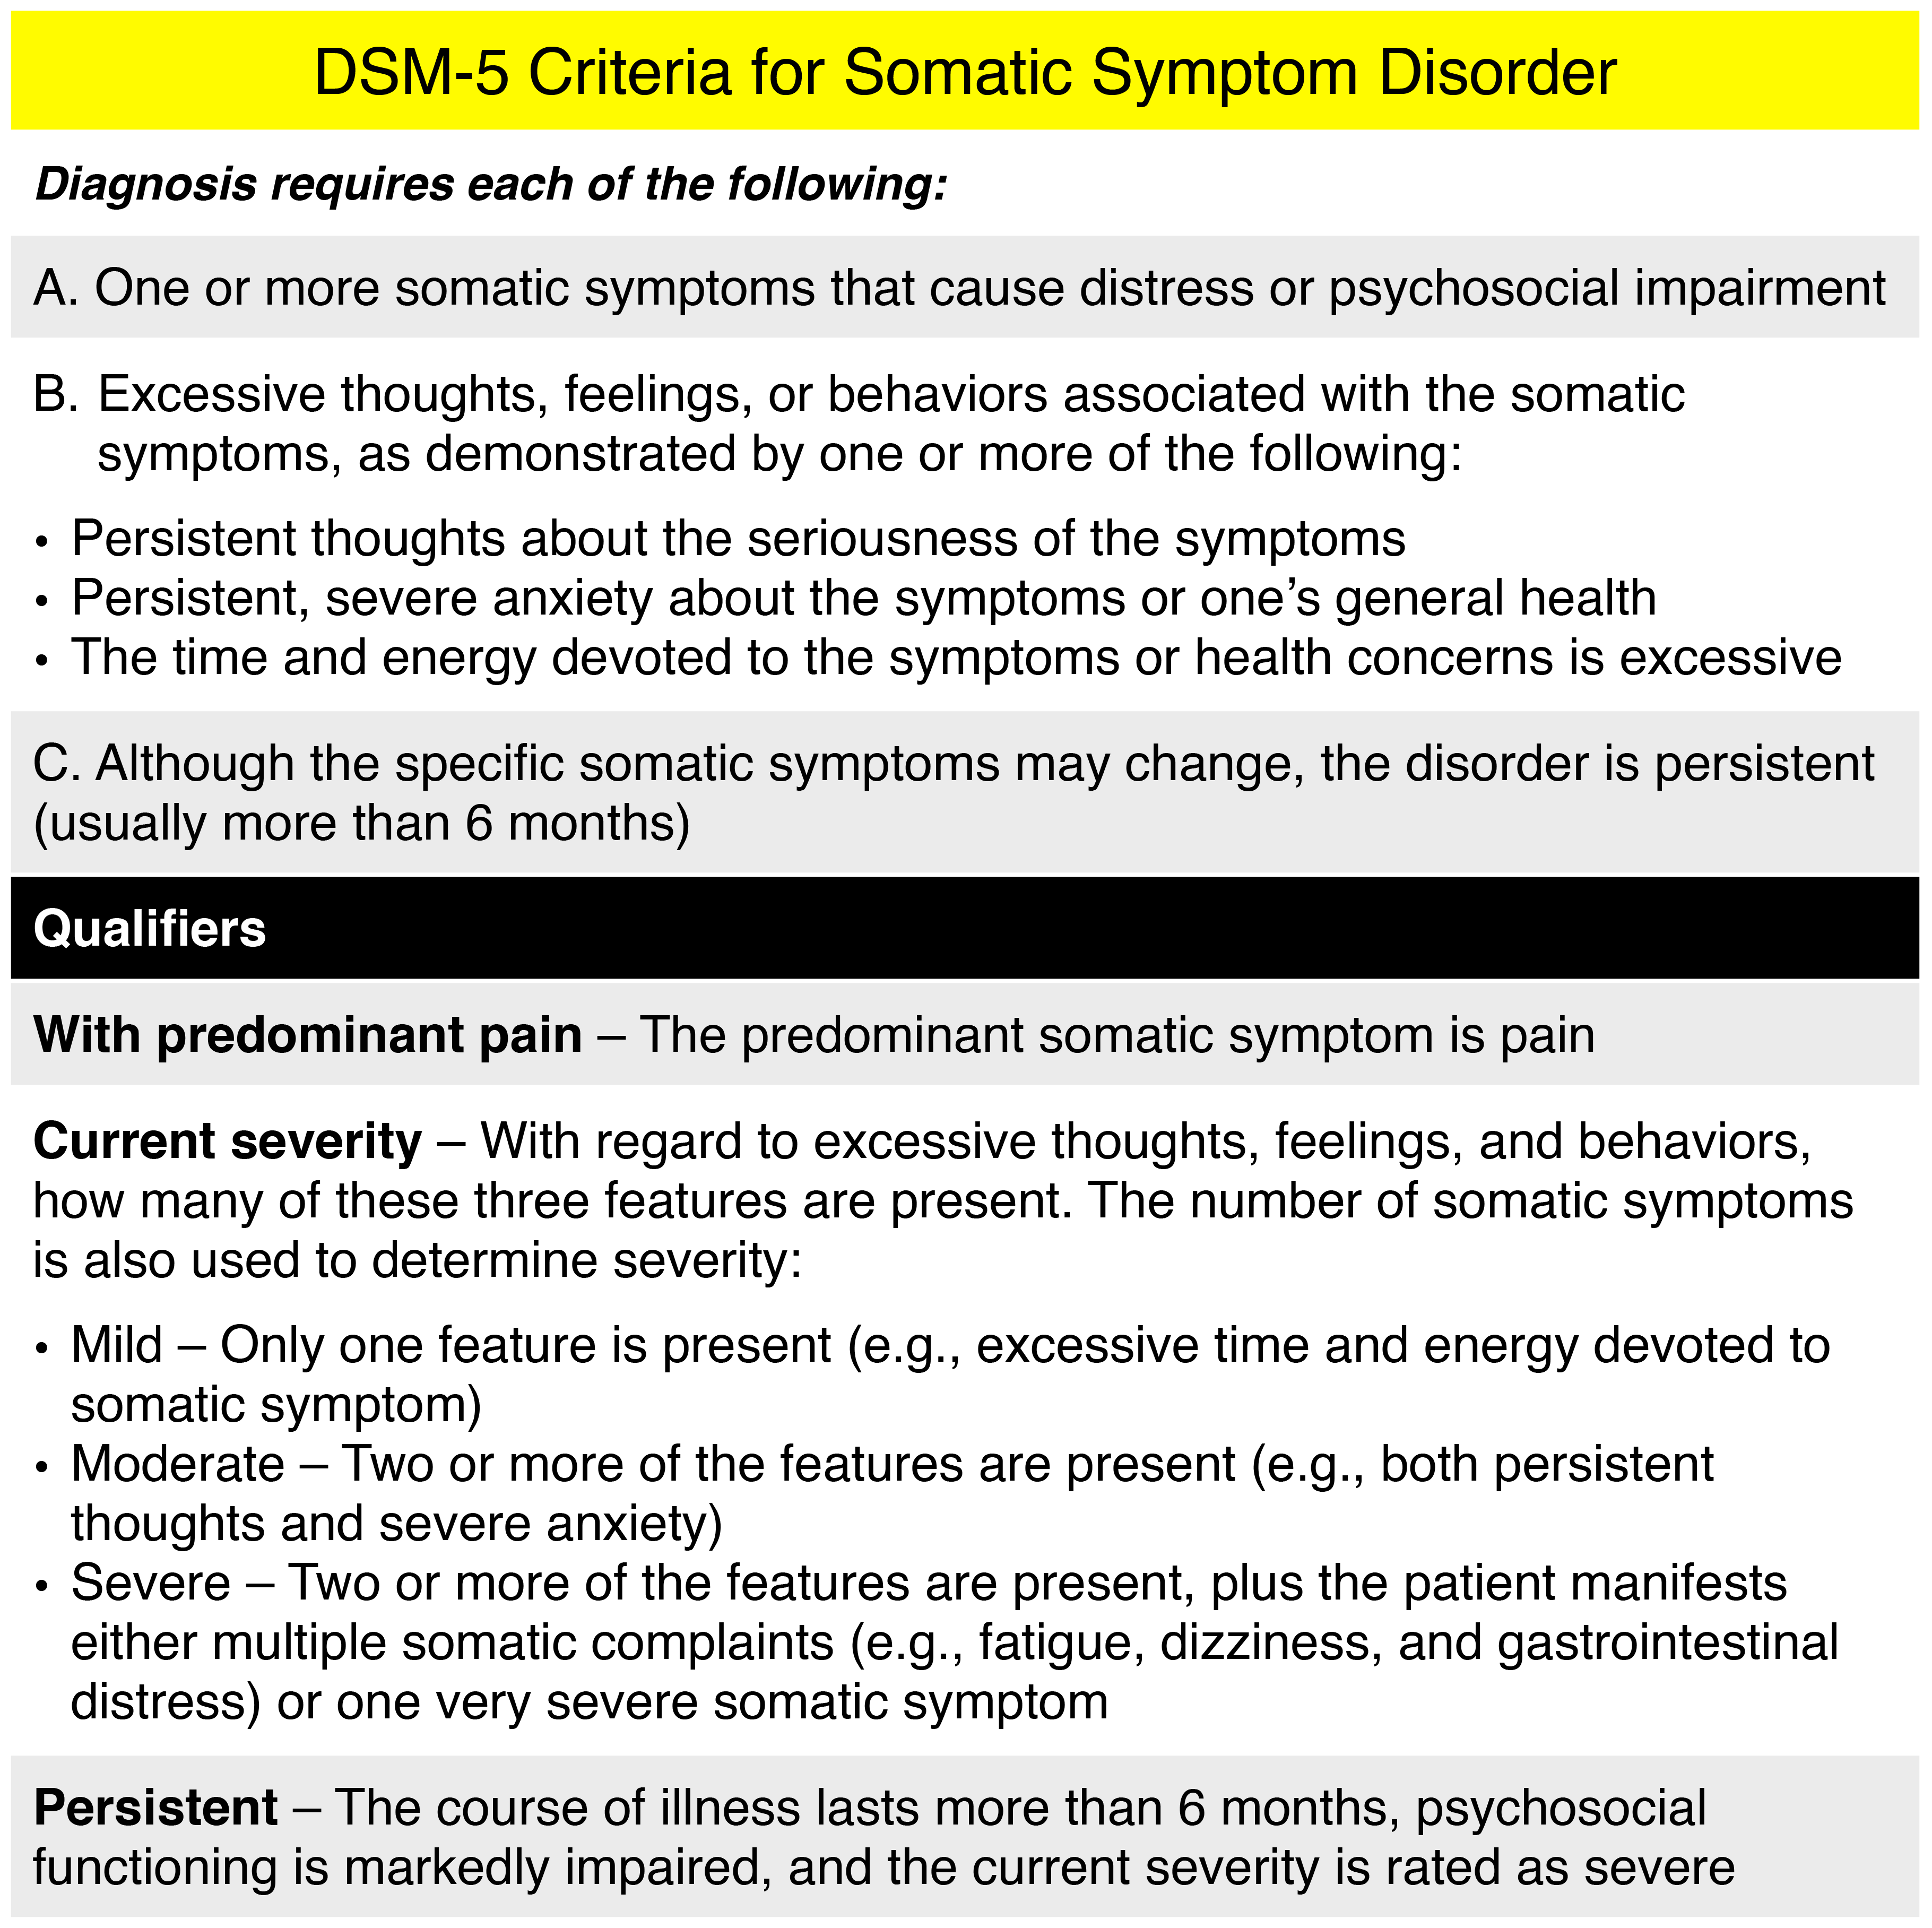 DSM-5 Criteria for Somatic Symptom Disorder
Diagnosis requires each of the following:
A. One or more somatic symptoms that cause distress or psychosocial impairment
B. Excessive thoughts, feelings, or behaviors associated with the somatic
symptoms, as demonstrated by one or more of the following:
• Persistent thoughts about the seriousness of the symptoms
• Persistent, severe anxiety about the symptoms or one’s general health
• The time and energy devoted to the symptoms or health concerns is excessive
C. Although the specific somatic symptoms may change, the disorder is persistent
(usually more than 6 months)
Qualifiers
With predominant pain – The predominant somatic symptom is pain
Current severity – With regard to excessive thoughts, feelings, and behaviors,
how many of these three features are present. The number of somatic symptoms
is also used to determine severity:
• Mild – Only one feature is present (e.g., excessive time and energy devoted to
somatic symptom)
• Moderate – Two or more of the features are present (e.g., both persistent
thoughts and severe anxiety)
• Severe – Two or more of the features are present, plus the patient manifests
either multiple somatic complaints (e.g., fatigue, dizziness, and gastrointestinal
distress) or one very severe somatic symptom
Persistent – The course of illness lasts more than 6 months, psychosocial
functioning is markedly impaired, and the current severity is rated as severe